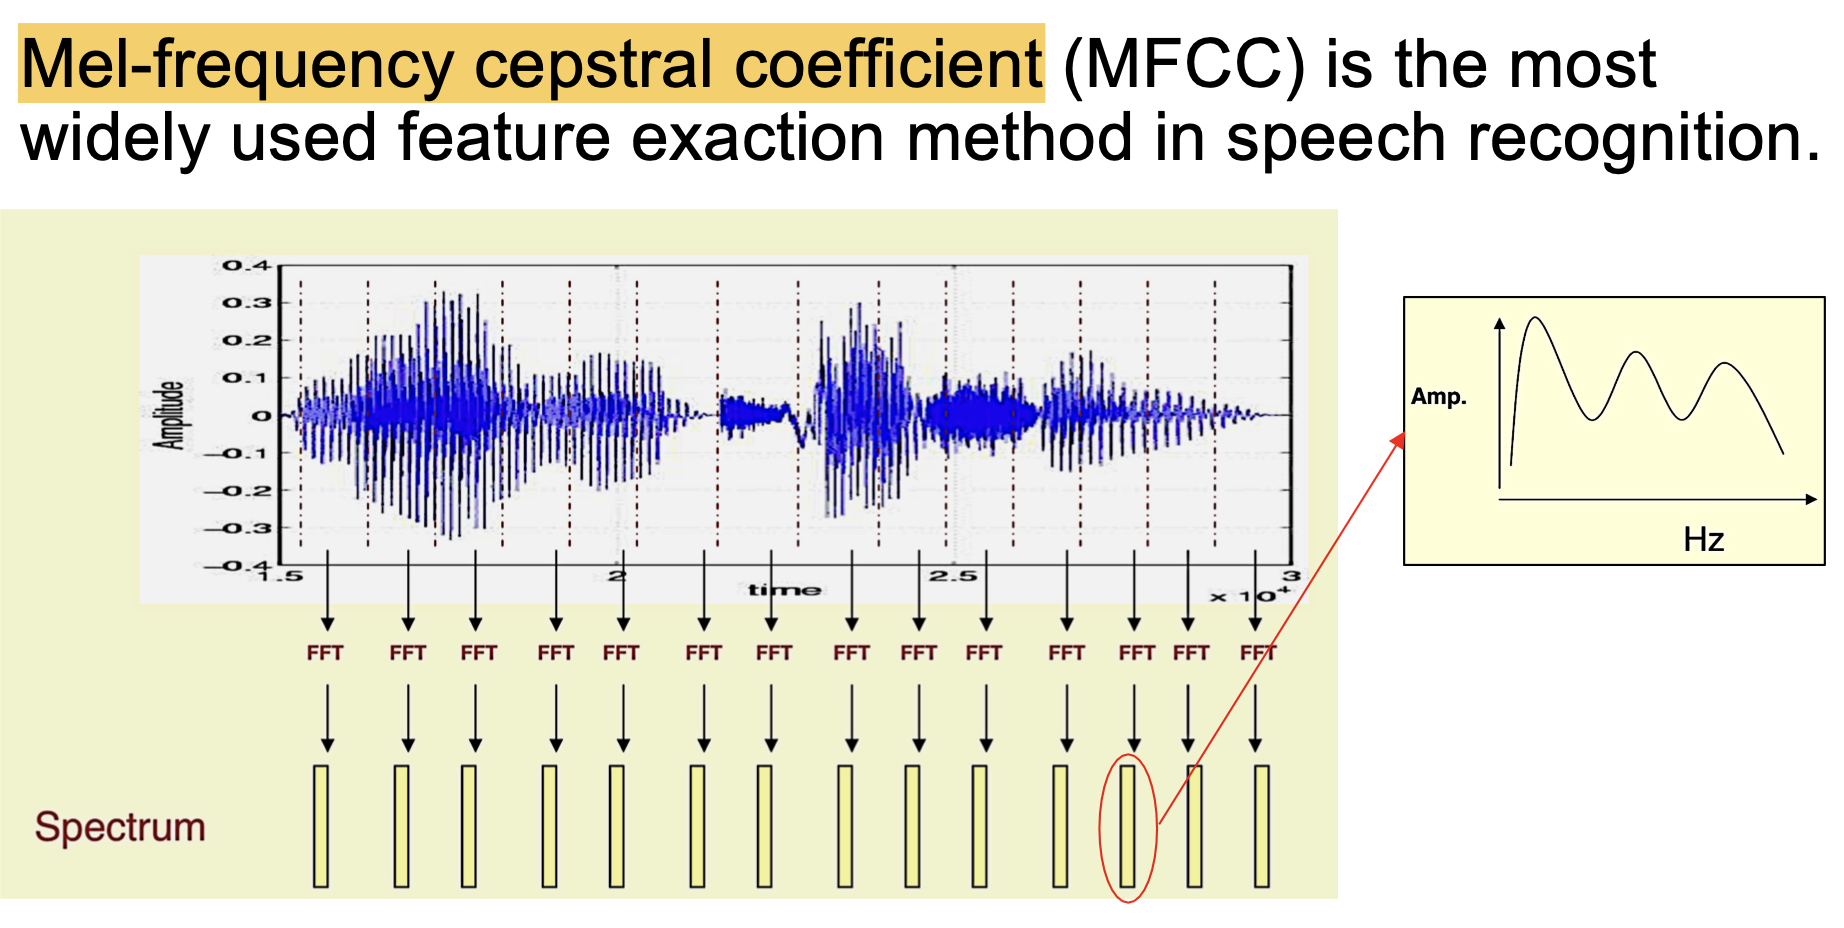 Mel-frequency cepstral coefficient (MFCC) is the most
widely used feature exaction method in speech recognition.
0.4
0.3
0.2
0.1
0
-0.1
-0.2
-0.3
-0.4
Amplitude
1.5 2 2.5 3
time
x 10⁴
FFT FFT FFT FFT FFT FFT FFT FFT FFT FFT FFT FFT FFT FFT
Spectrum
Amp.
Hz